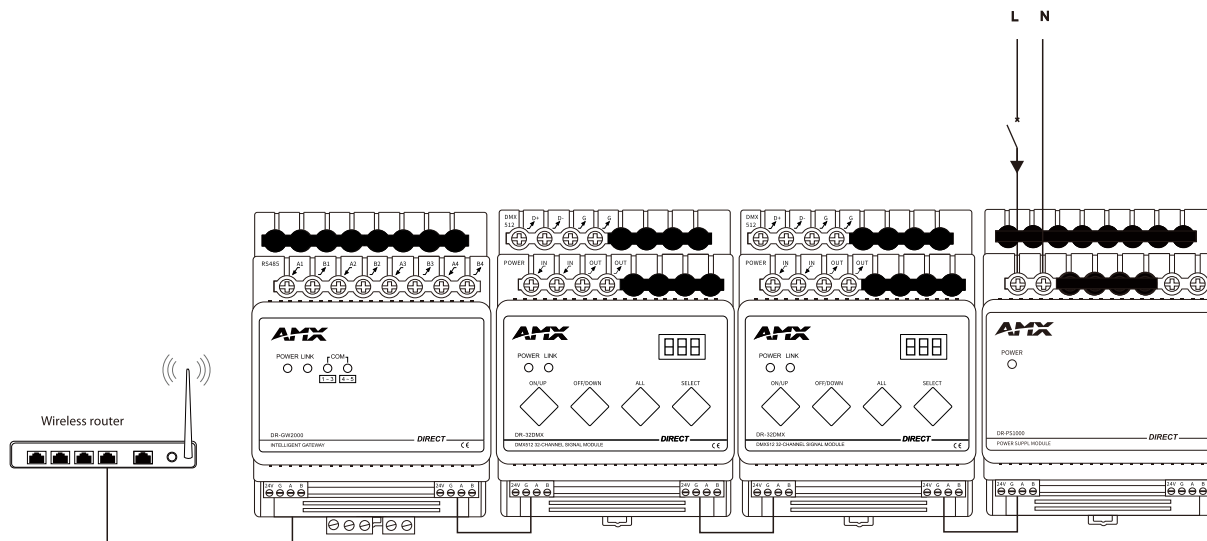 L N
DMX D+ D- G G
512
DMX D+ D- G G
512
RS485 A1 B1 A2 B2 A3 B3 A4 B4
POWER IN IN OUT OUT
POWER IN IN OUT OUT
AMX
POWER LINK COM
1 - 3 4 - 5
DR-GW2000
INTELLIGENT GATEWAY
DIRECT
CE
AMX
POWER LINK
ON/UP OFF/DOWN ALL SELECT
DR-32DMX
DMX512 32-CHANNEL SIGNAL MODULE
DIRECT
CE
AMX
POWER LINK
ON/UP OFF/DOWN ALL SELECT
DR-32DMX
DMX512 32-CHANNEL SIGNAL MODULE
DIRECT
CE
AMX
POWER
DR-PS1000
POWER SUPPL MODULE
DIRECT
Wireless router
24V G A B 24V G A B
24V G A B 24V G A B
24V G A B 24V G A B
24V G A B 24V G A B